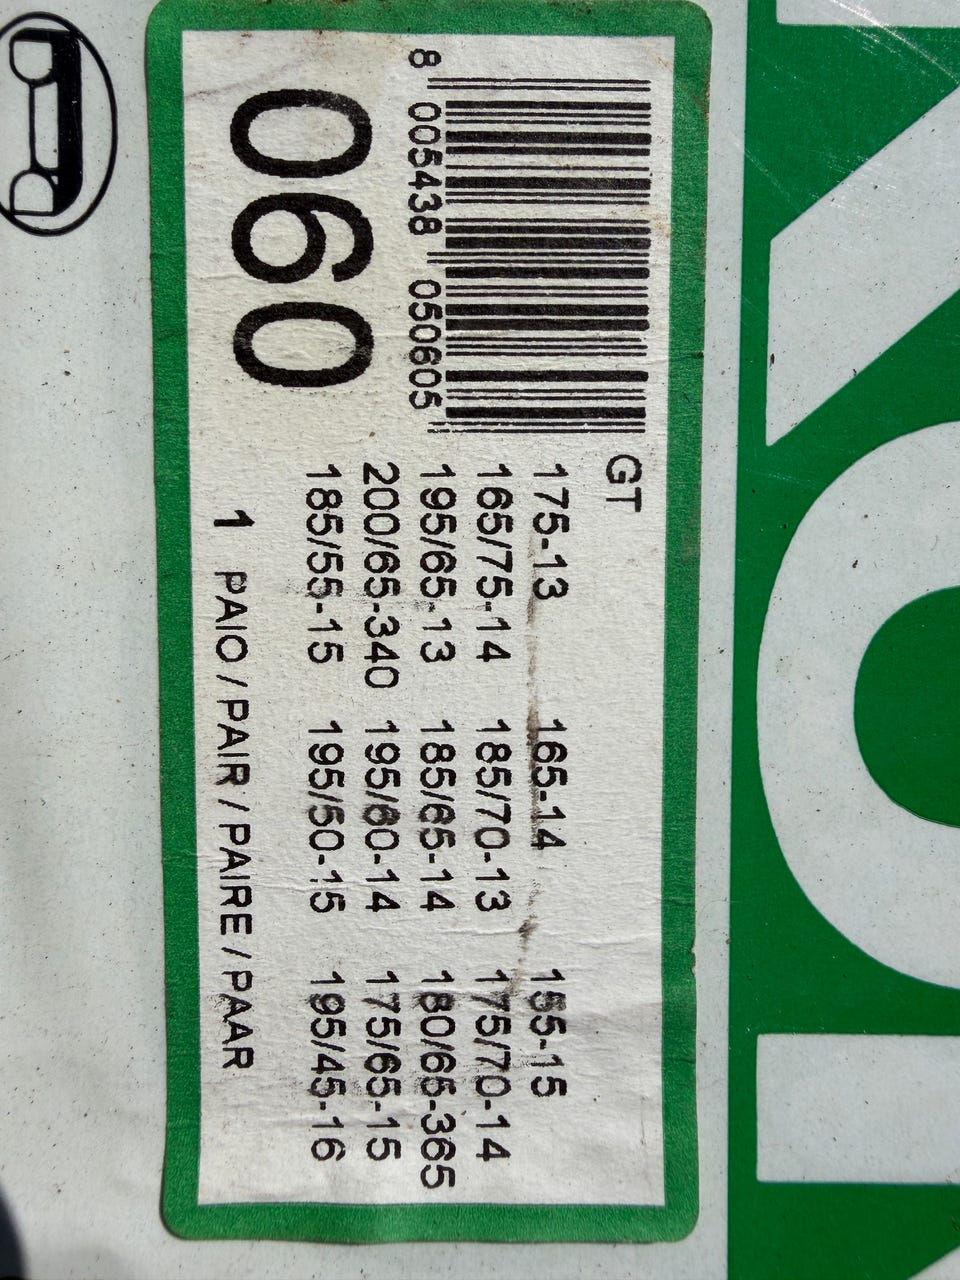 8 005438 050605
060
GT
175-13 165-14 155-15
165/75-14 185/70-13 175/70-14
195/65-13 185/65-14 180/65-365
200/65-340 195/60-14 175/65-15
185/55-15 195/50-15 195/45-16
1 PAIO / PAIR / PAIRE / PAAR